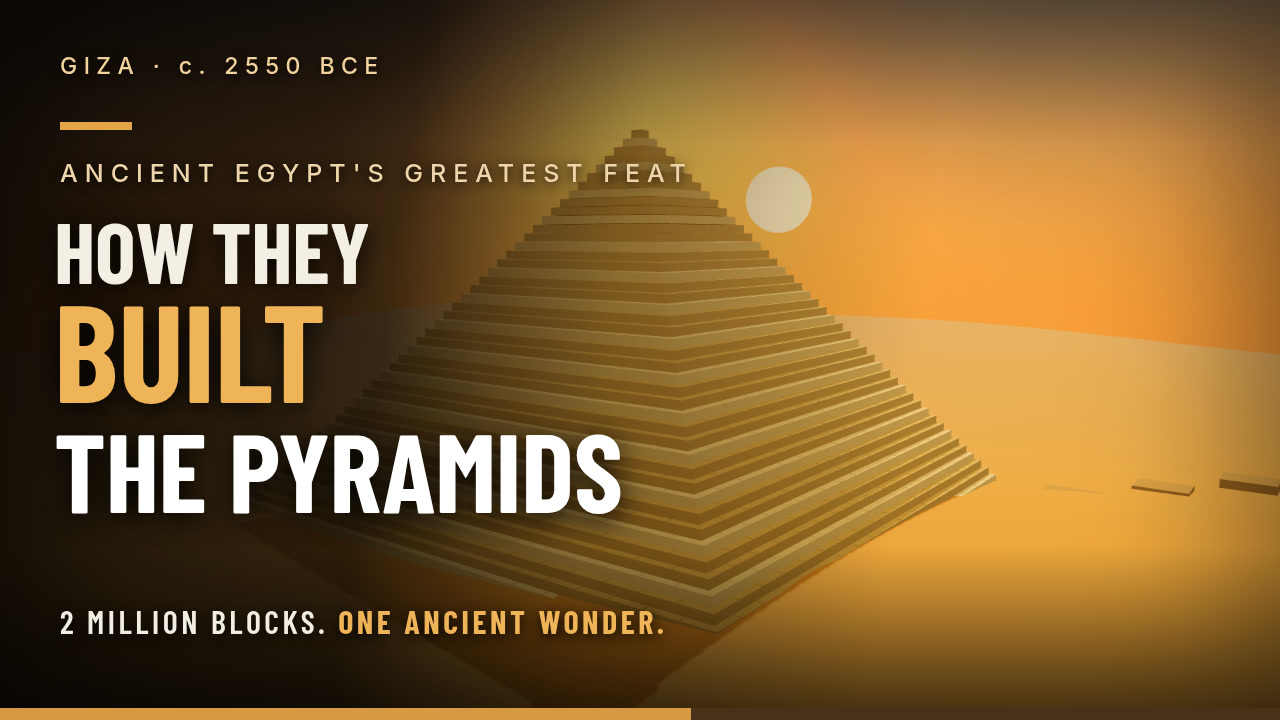 GIZA · c. 2550 BCE
ANCIENT EGYPT'S GREATEST FEAT
HOW THEY
BUILT
THE PYRAMIDS
2 MILLION BLOCKS. ONE ANCIENT WONDER.